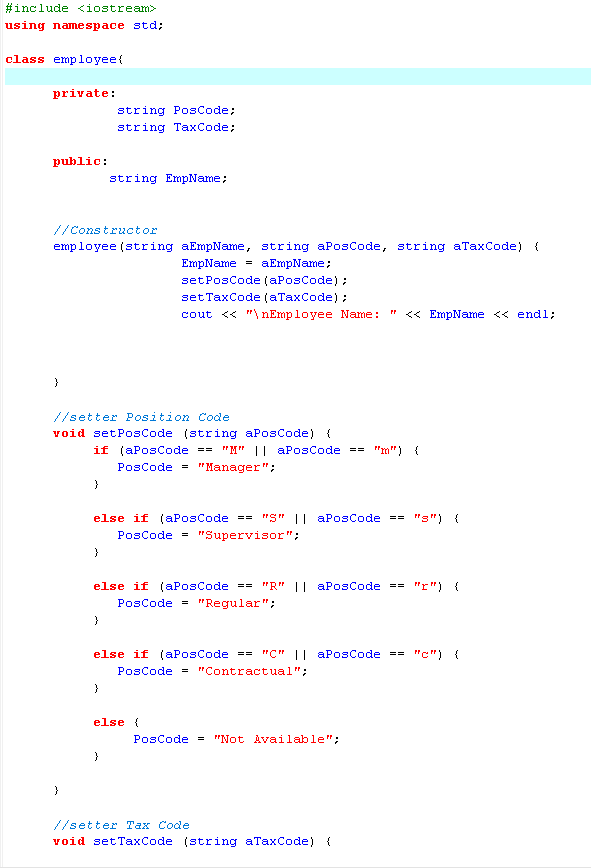 #include <iostream>
using namespace std;
class employee{
private:
string PosCode;
string TaxCode;
public:
string EmpName;
//Constructor
employee(string aEmpName, string aPosCode, string aTaxCode) {
EmpName = aEmpName;
setPosCode(aPosCode);
setTaxCode(aTaxCode);
cout << "\nEmployee Name: " << EmpName << endl;
}
//setter Position Code
void setPosCode (string aPosCode) {
if (aPosCode == "M" || aPosCode == "m") {
PosCode = "Manager";
}
else if (aPosCode == "S" || aPosCode == "s") {
PosCode = "Supervisor";
}
else if (aPosCode == "R" || aPosCode == "r") {
PosCode = "Regular";
}
else if (aPosCode == "C" || aPosCode == "c") {
PosCode = "Contractual";
}
else {
PosCode = "Not Available";
}
}
//setter Tax Code
void setTaxCode (string aTaxCode) {